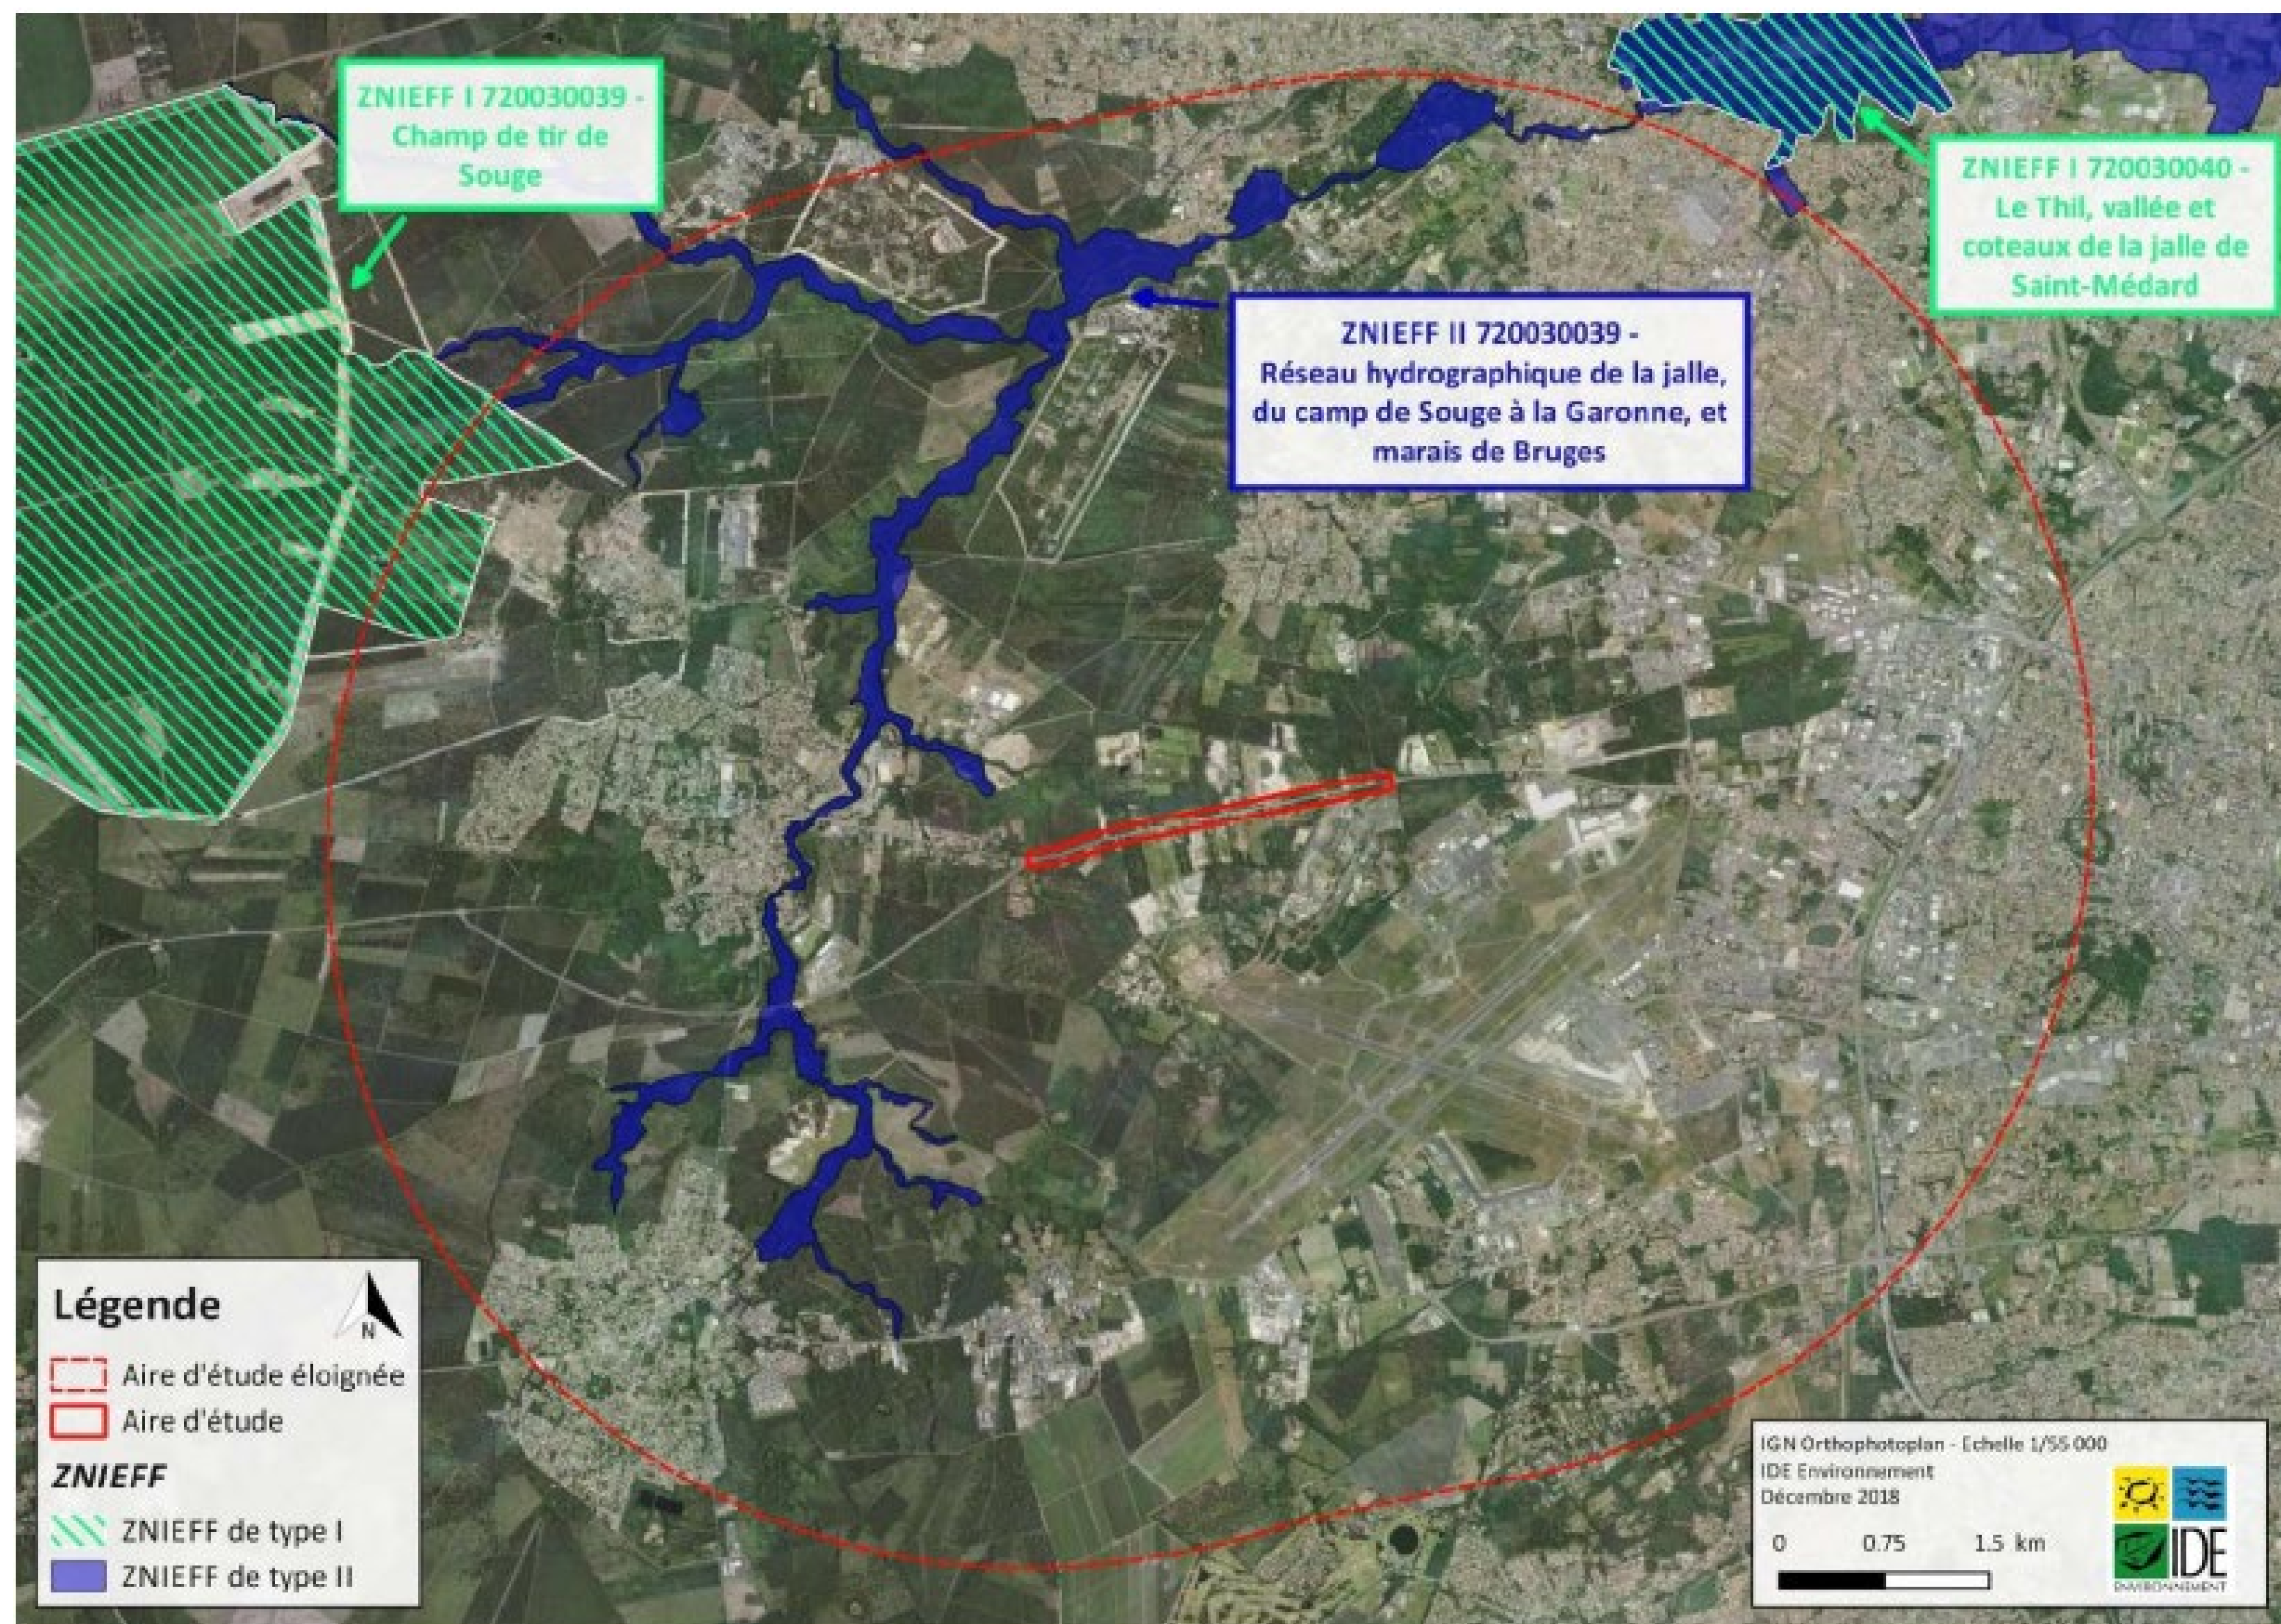 ZNIEFF I 720030039 -
Champ de tir de
Souge
ZNIEFF I 720030040 -
Le Thil, vallée et
coteaux de la jalle de
Saint-Médard
ZNIEFF II 720030039 -
Réseau hydrographique de la jalle,
du camp de Souge à la Garonne, et
marais de Bruges
Légende
N
Aire d'étude éloignée
Aire d'étude
ZNIEFF
ZNIEFF de type I
ZNIEFF de type II
IGN Orthophotoplan - Echelle 1/55 000
IDE Environnement
Décembre 2018
0 0.75 1.5 km
IDE
ENVIRONNEMENT